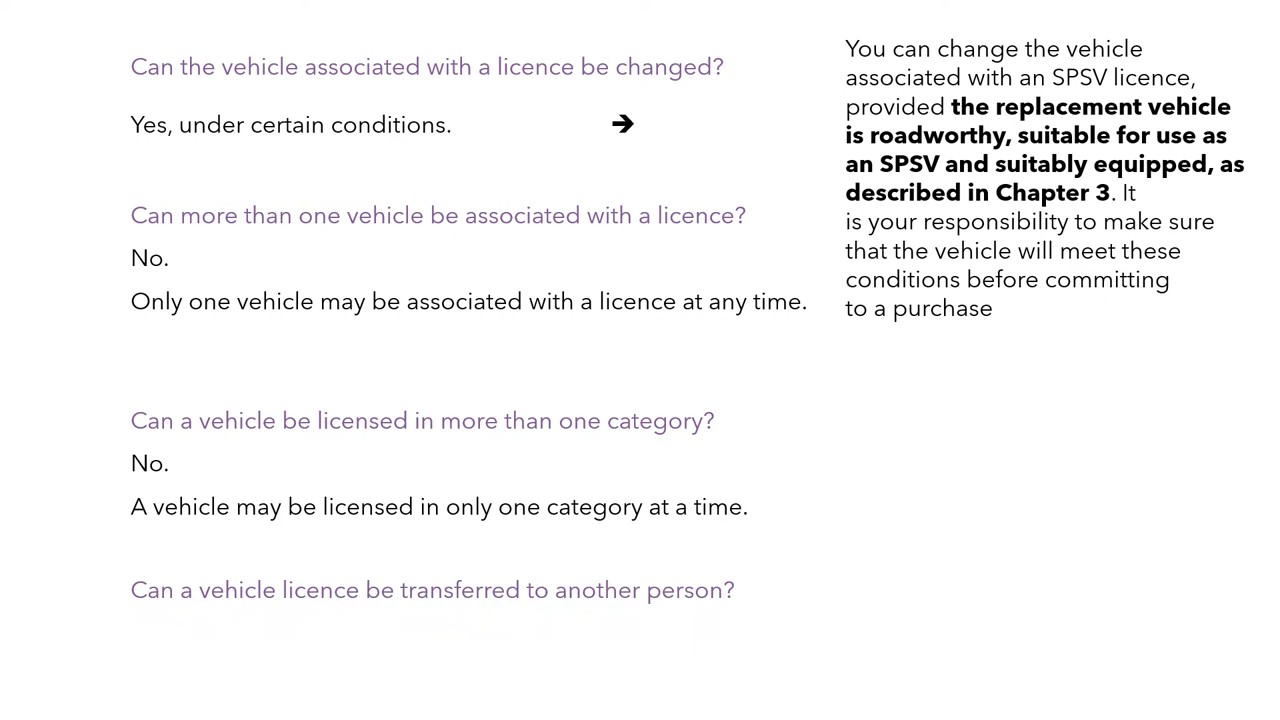 Can the vehicle associated with a licence be changed?
Yes, under certain conditions. ➔
Can more than one vehicle be associated with a licence?
No.
Only one vehicle may be associated with a licence at any time.
Can a vehicle be licensed in more than one category?
No.
A vehicle may be licensed in only one category at a time.
Can a vehicle licence be transferred to another person?
You can change the vehicle
associated with an SPSV licence,
provided the replacement vehicle
is roadworthy, suitable for use as
an SPSV and suitably equipped, as
described in Chapter 3. It
is your responsibility to make sure
that the vehicle will meet these
conditions before committing
to a purchase